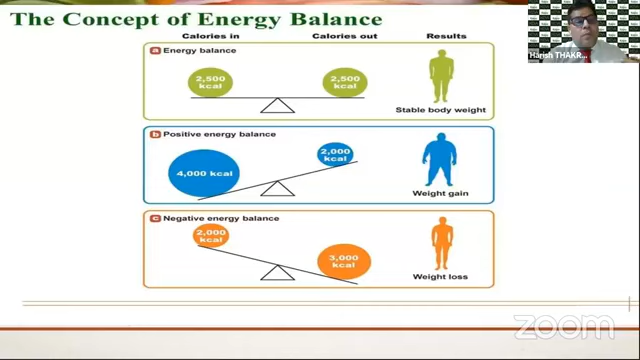 The Concept of Energy Balance
Calories in Calories out Results
a Energy balance
2,500 kcal
2,500 kcal
Stable body weight
b Positive energy balance
4,000 kcal
2,000 kcal
Weight gain
c Negative energy balance
2,000 kcal
3,000 kcal
Weight loss
Harish THAKR...
zoom